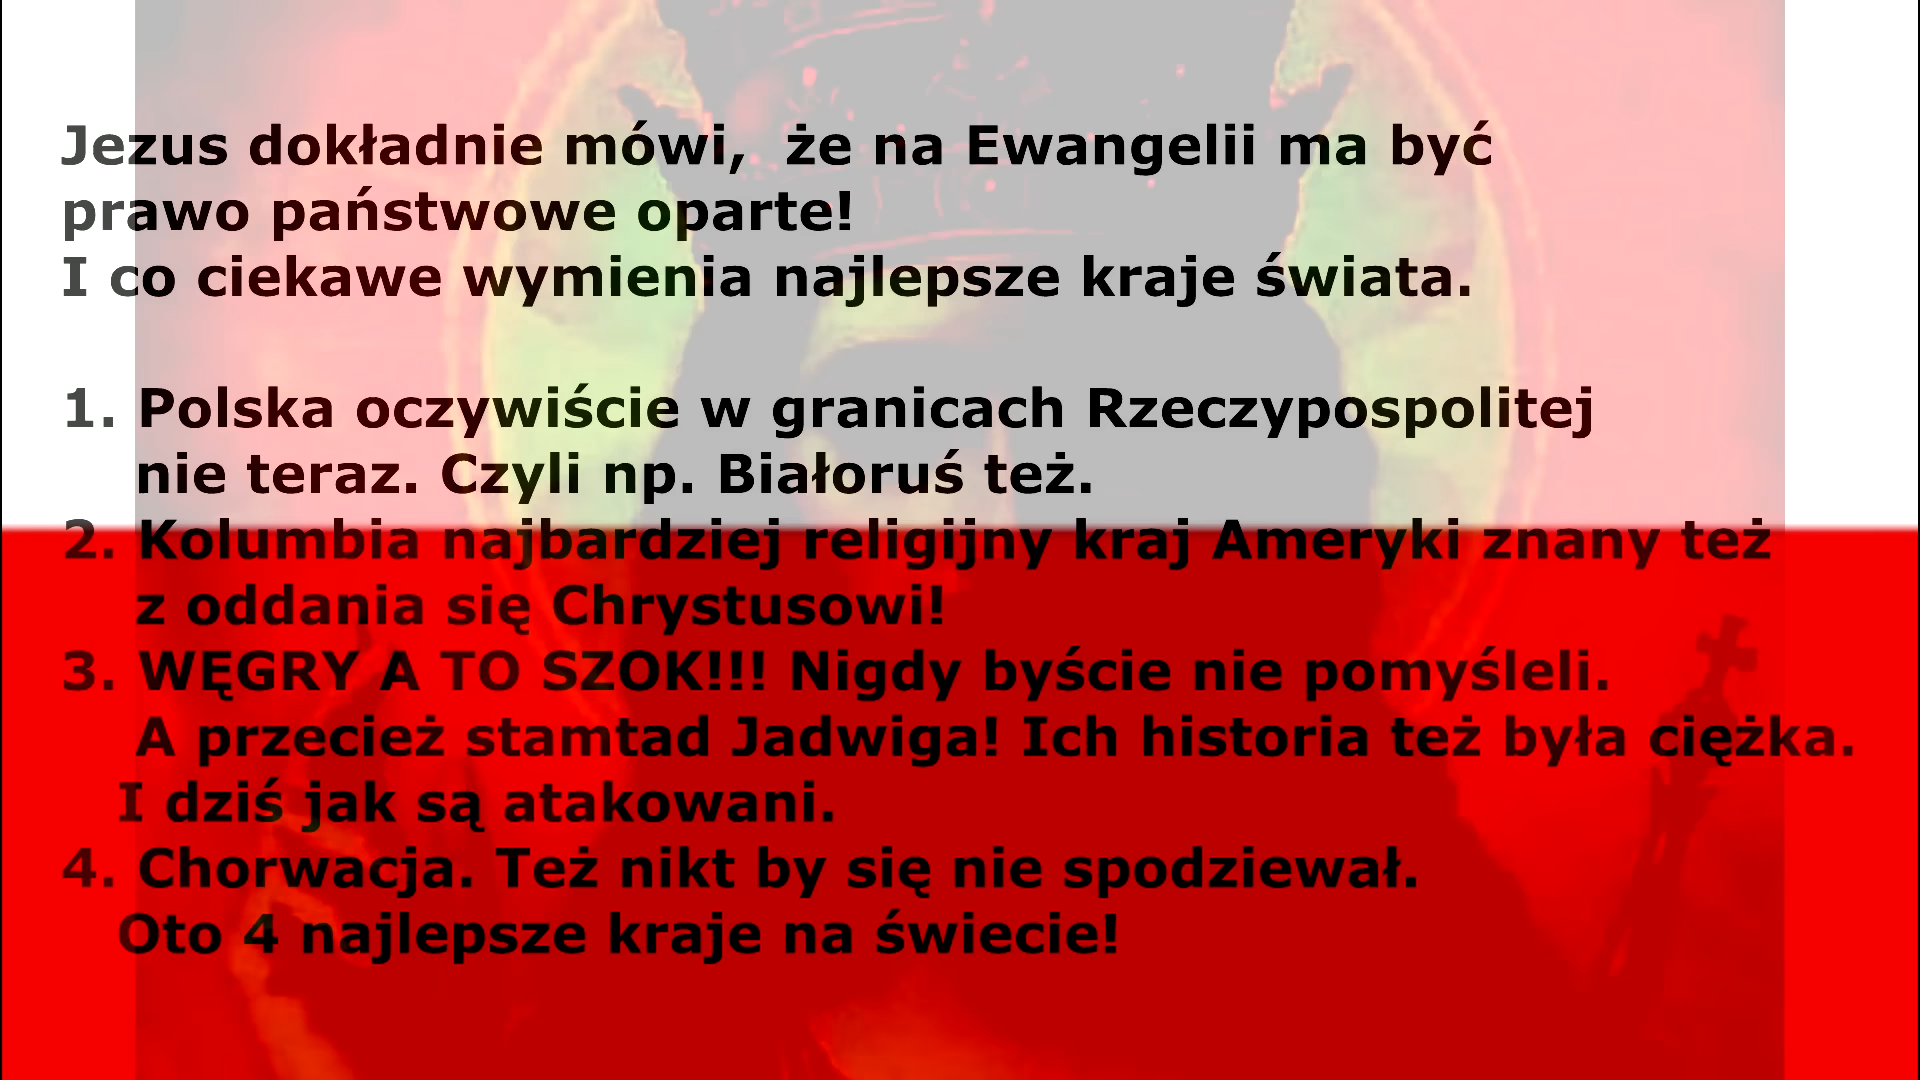 Jezus dokładnie mówi,  że na Ewangelii ma być
prawo państwowe oparte!
I co ciekawe wymienia najlepsze kraje świata.
1. Polska oczywiście w granicach Rzeczypospolitej
nie teraz. Czyli np. Białoruś też.
2. Kolumbia najbardziej religijny kraj Ameryki znany też
z oddania się Chrystusowi!
3. WĘGRY A TO SZOK!!! Nigdy byście nie pomyśleli.
A przecież stamtad Jadwiga! Ich historia też była ciężka.
I dziś jak są atakowani.
4. Chorwacja. Też nikt by się nie spodziewał.
Oto 4 najlepsze kraje na świecie!